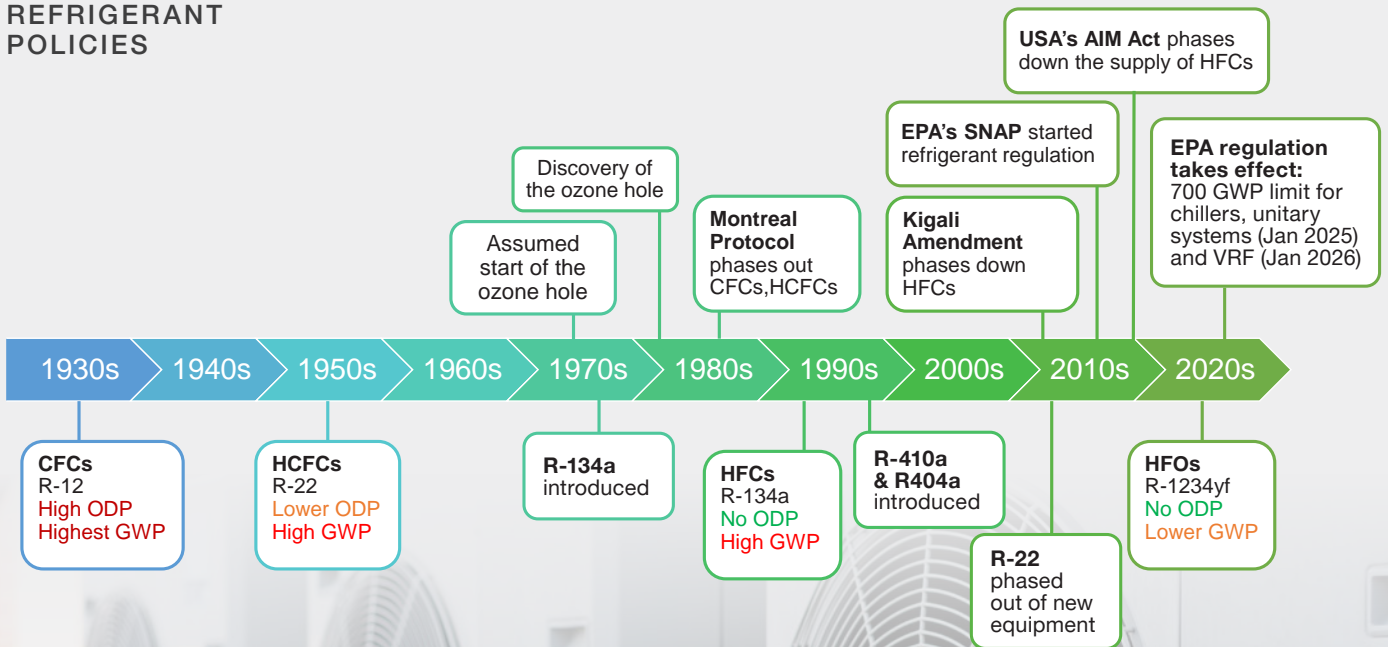 REFRIGERANT
POLICIES
USA's AIM Act phases
down the supply of HFCs
EPA's SNAP started
refrigerant regulation
EPA regulation
takes effect:
700 GWP limit for
chillers, unitary
systems (Jan 2025)
and VRF (Jan 2026)
Discovery of
the ozone hole
Assumed
start of the
ozone hole
Montreal
Protocol
phases out
CFCs,HCFCs
Kigali
Amendment
phases down
HFCs
1930s
1940s
1950s
1960s
1970s
1980s
1990s
2000s
2010s
2020s
CFCs
R-12
High ODP
Highest GWP
HCFCs
R-22
Lower ODP
High GWP
R-134a
introduced
HFCs
R-134a
No ODP
High GWP
R-410a
& R404a
introduced
R-22
phased
out of new
equipment
HFOs
R-1234yf
No ODP
Lower GWP